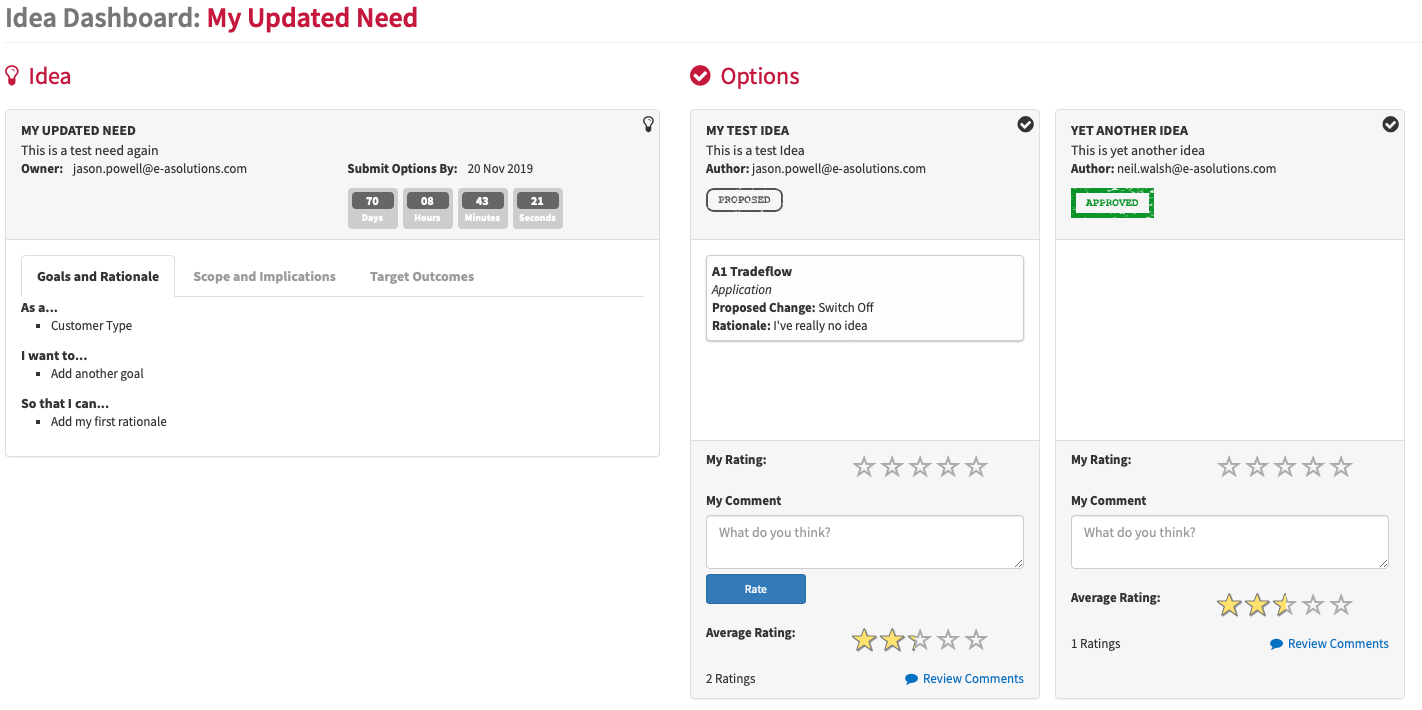 Idea Dashboard: My Updated Need
Idea
MY UPDATED NEED
This is a test need again
Owner: jason.powell@e-asolutions.com
Submit Options By: 20 Nov 2019
70 08 43 21
Days Hours Minutes Seconds
Goals and Rationale Scope and Implications Target Outcomes
As a...
Customer Type
I want to...
Add another goal
So that I can...
Add my first rationale
Options
MY TEST IDEA
This is a test Idea
Author: jason.powell@e-asolutions.com
PROPOSED
A1 Tradeflow
Application
Proposed Change: Switch Off
Rationale: I've really no idea
My Rating:
My Comment
What do you think?
Rate
Average Rating:
2 Ratings Review Comments
YET ANOTHER IDEA
This is yet another idea
Author: neil.walsh@e-asolutions.com
APPROVED
My Rating:
My Comment
What do you think?
Average Rating:
1 Ratings Review Comments